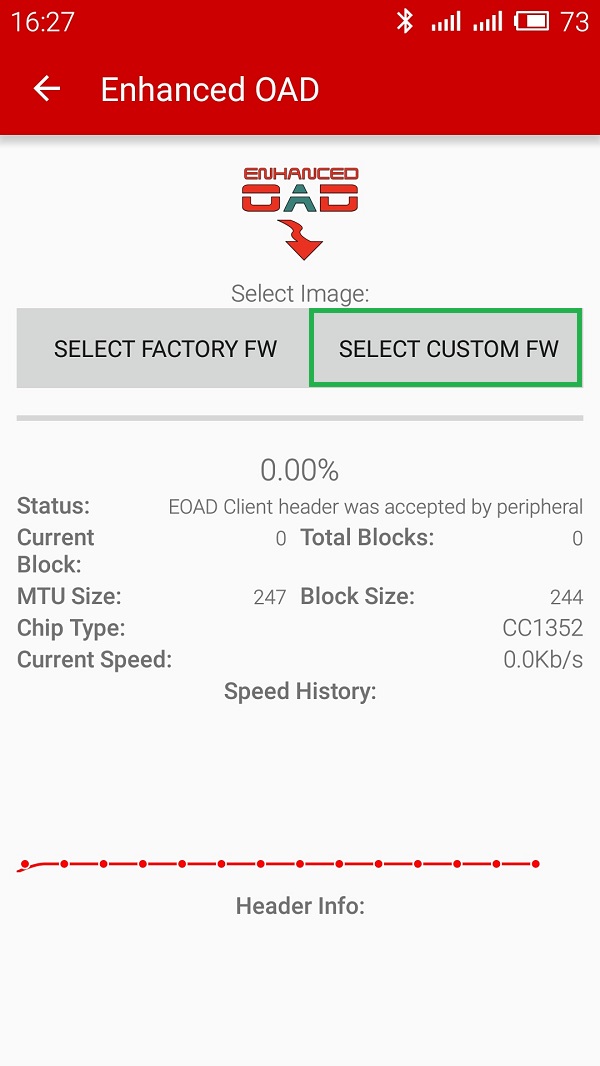 16:27 73
Enhanced OAD
ENHANCED
OAD
Select Image:
SELECT FACTORY FW SELECT CUSTOM FW
0.00%
Status: EOAD Client header was accepted by peripheral
Current Block: 0 Total Blocks: 0
MTU Size: 247 Block Size: 244
Chip Type: CC1352
Current Speed: 0.0Kb/s
Speed History:
Header Info: